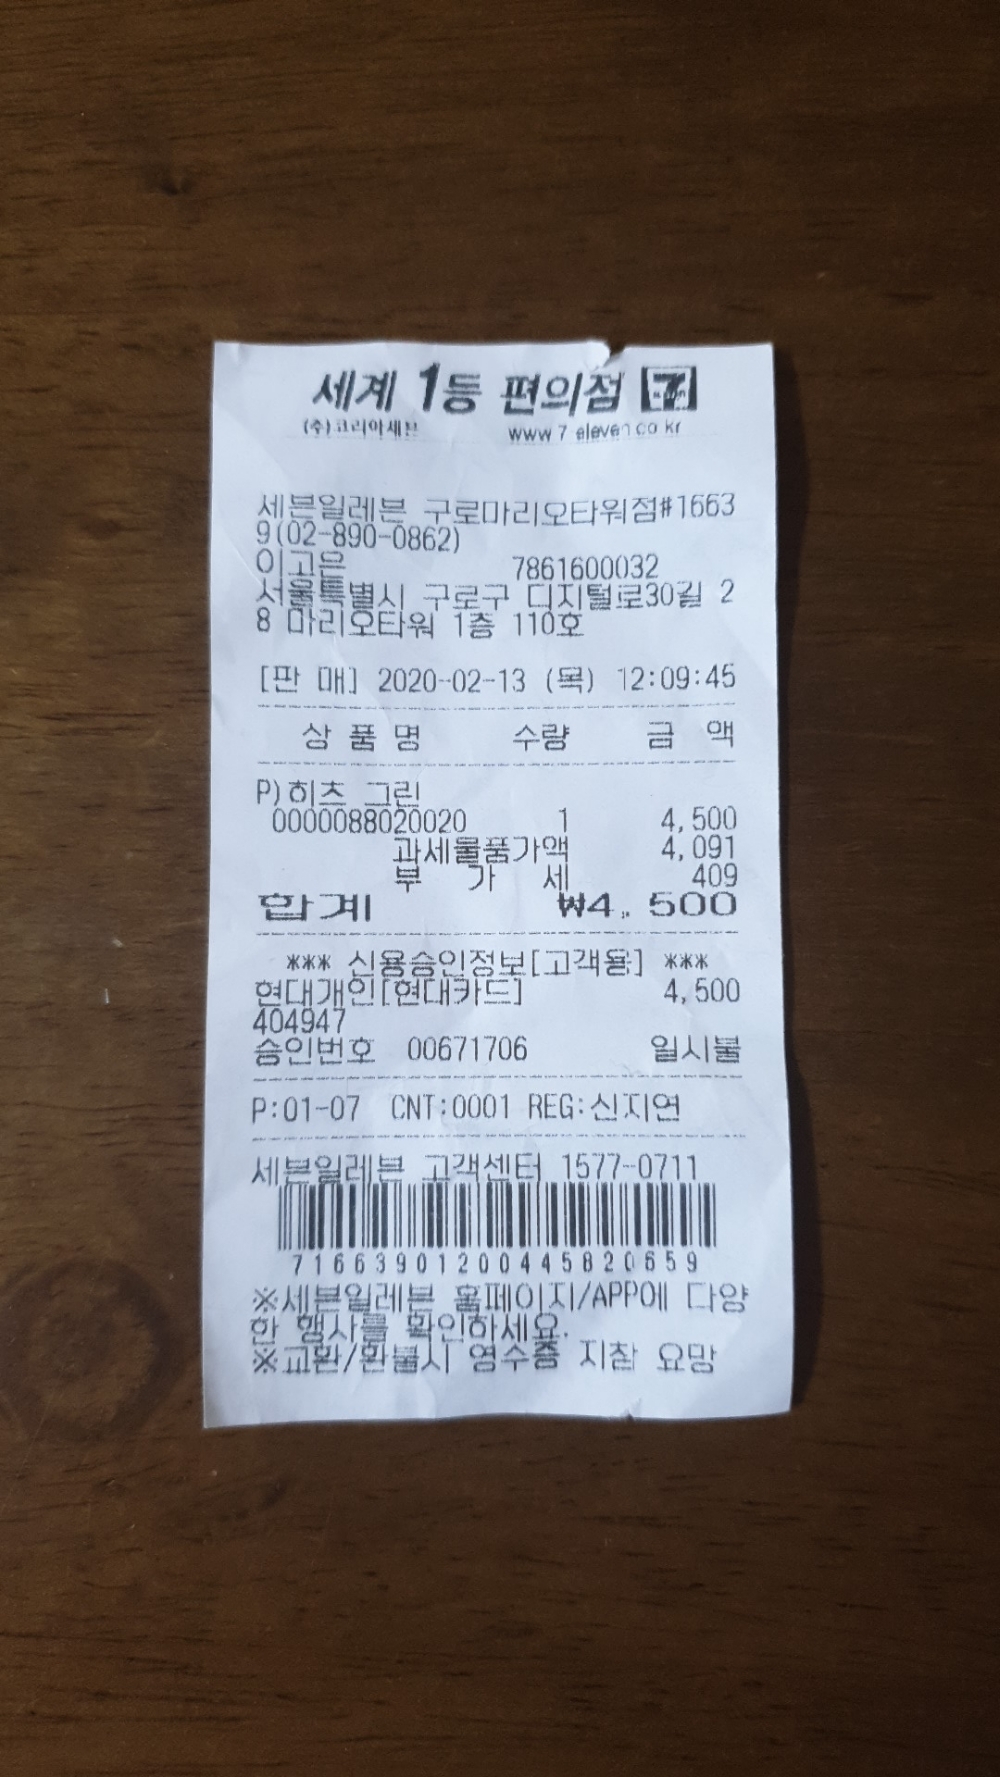 세계 1등 편의점 7
(주)코리아세븐 www 7 eleven co kr
세븐일레븐 구로마리오타워점#1663
9(02-890-0862)
이고은 7861600032
서울특별시 구로구 디지털로30길 2
8 마리오타워 1층 110호
[판 매] 2020-02-13 (목) 12:09:45
상 품 명 수량 금 액
P)히츠 그린
0000088020020 1 4,500
과세물품가액 4,091
부 가 세 409
합계 ₩4,500
*** 신용승인정보[고객용] ***
현대개인[현대카드] 4,500
404947
승인번호 00671706 일시불
P:01-07 CNT:0001 REG:신지연
세븐일레븐 고객센터 1577-0711
71663901200445820659
※세븐일레븐 홈페이지/APP에 다양
한 행사를 확인하세요.
※교환/환불시 영수증 지참 요망